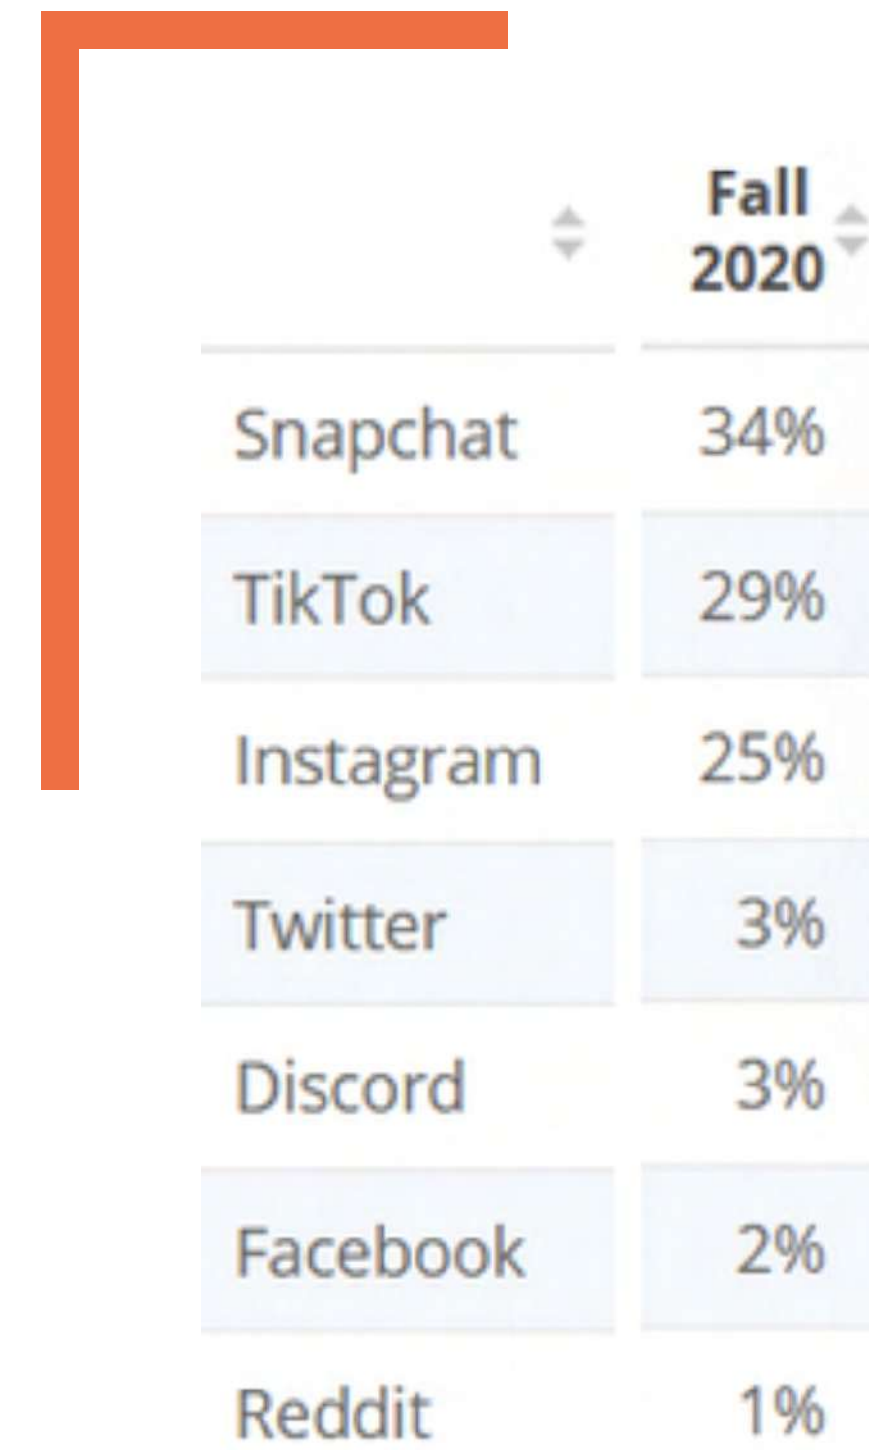 Fall
2020
Snapchat 34%
TikTok 29%
Instagram 25%
Twitter 3%
Discord 3%
Facebook 2%
Reddit 1%